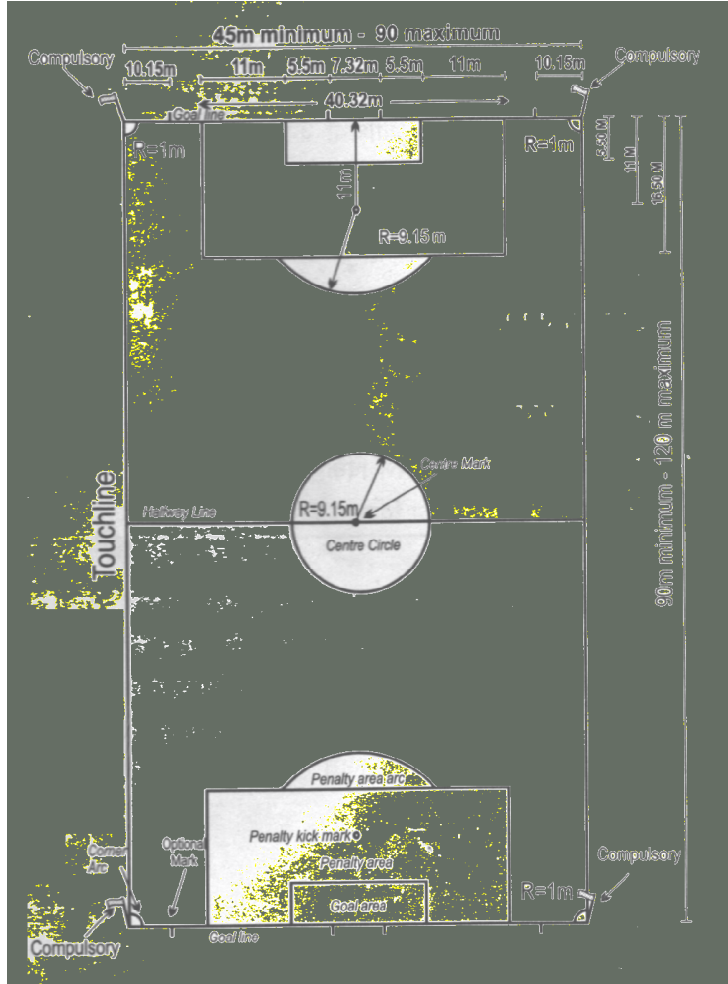 45m minimum - 90 maximum
Compulsory
Compulsory
10.15m 11m 5.5m 7.32m 5.5m 11m 10.15m
40.32m
Goal line
R=1m
R=1m
5.50 M
11 M
16.50 M
11m
R=9.15 m
90m minimum - 120 m maximum
Touchline
Centre Mark
Halfway Line
R=9.15m
Centre Circle
Penalty area arc
Penalty kick mark
Optional
Mark
Corner
Arc
Penalty area
Compulsory
R=1m
Goal area
Goal line
Compulsory